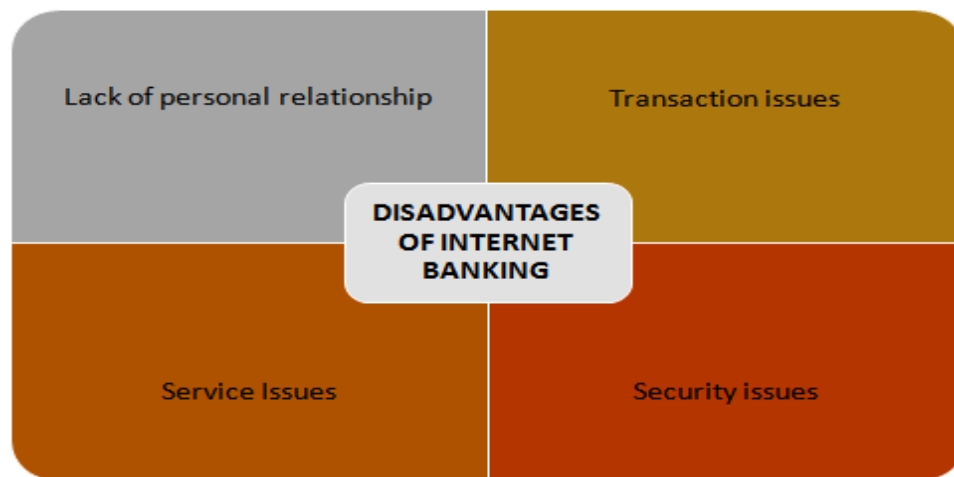 Lack of personal relationship
Transaction issues
DISADVANTAGES
OF INTERNET
BANKING
Service Issues
Security issues